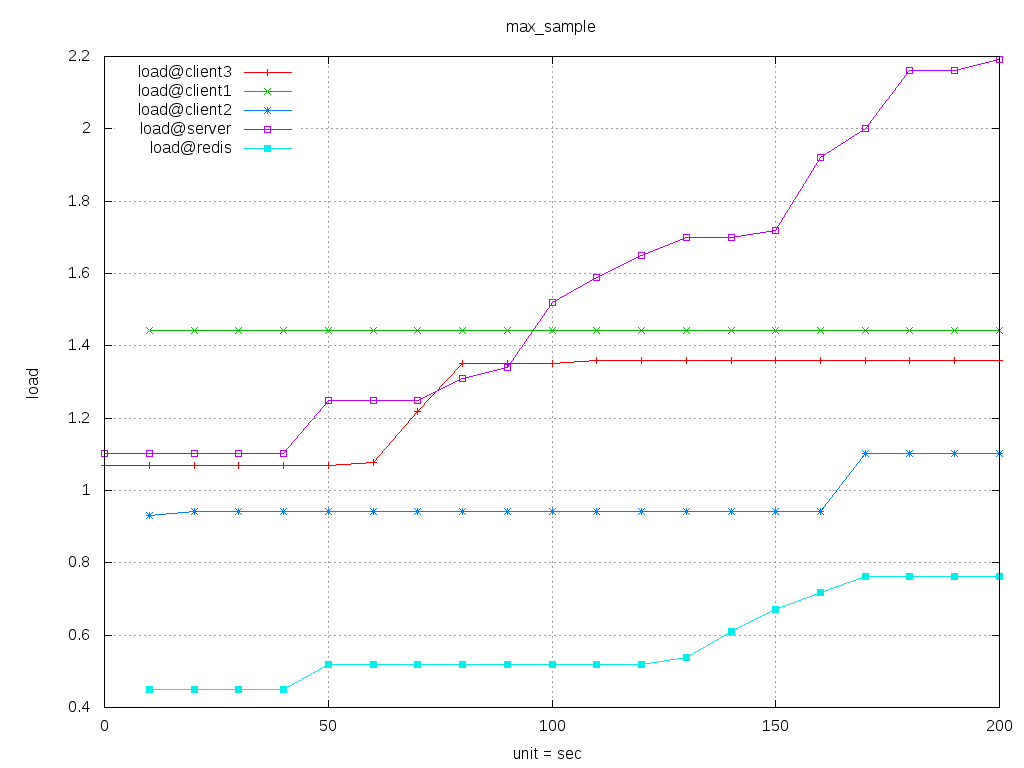 max_sample
2.2
2
1.8
1.6
1.4
1.2
1
0.8
0.6
0.4
load
load@client3
load@client1
load@client2
load@server
load@redis
0 50 100 150 200
unit = sec